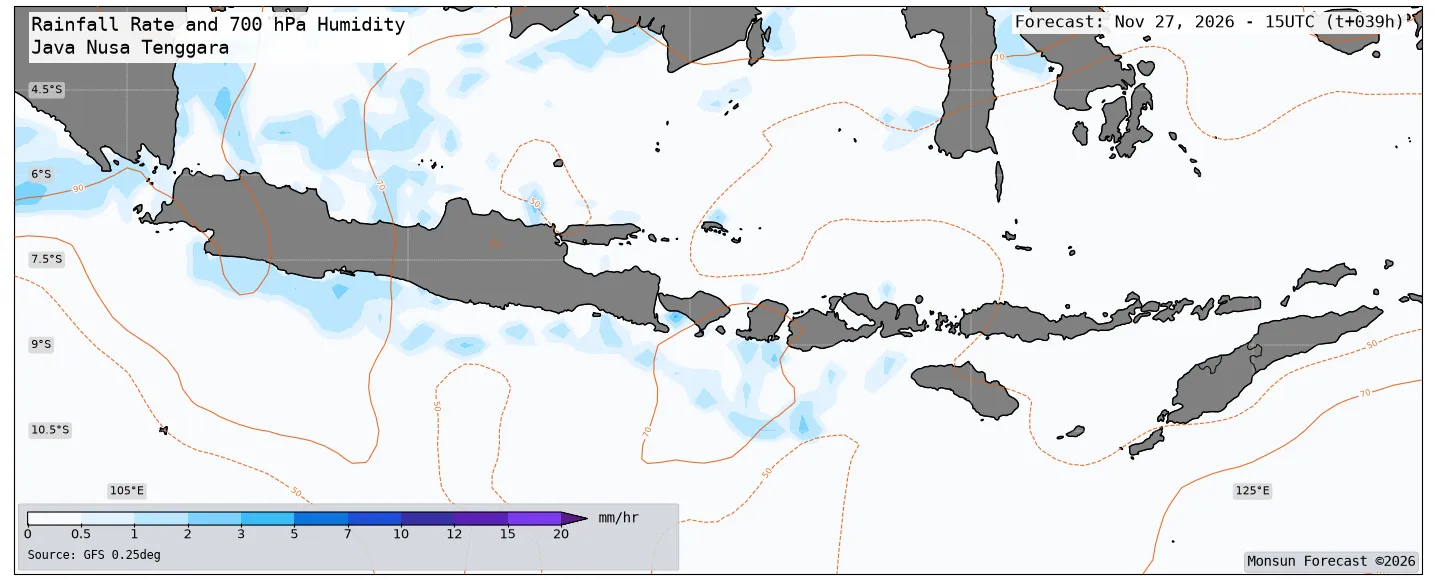 Rainfall Rate and 700 hPa Humidity
Java Nusa Tenggara
Forecast: Nov 27, 2026 - 15UTC (t+039h)
70
4.5°S
6°S
90
70
50
7.5°S
9°S
50
70
50
70
10.5°S
50
50
105°E
125°E
0 0.5 1 2 3 5 7 10 12 15 20 mm/hr
Source: GFS 0.25deg
Monsun Forecast ©2026